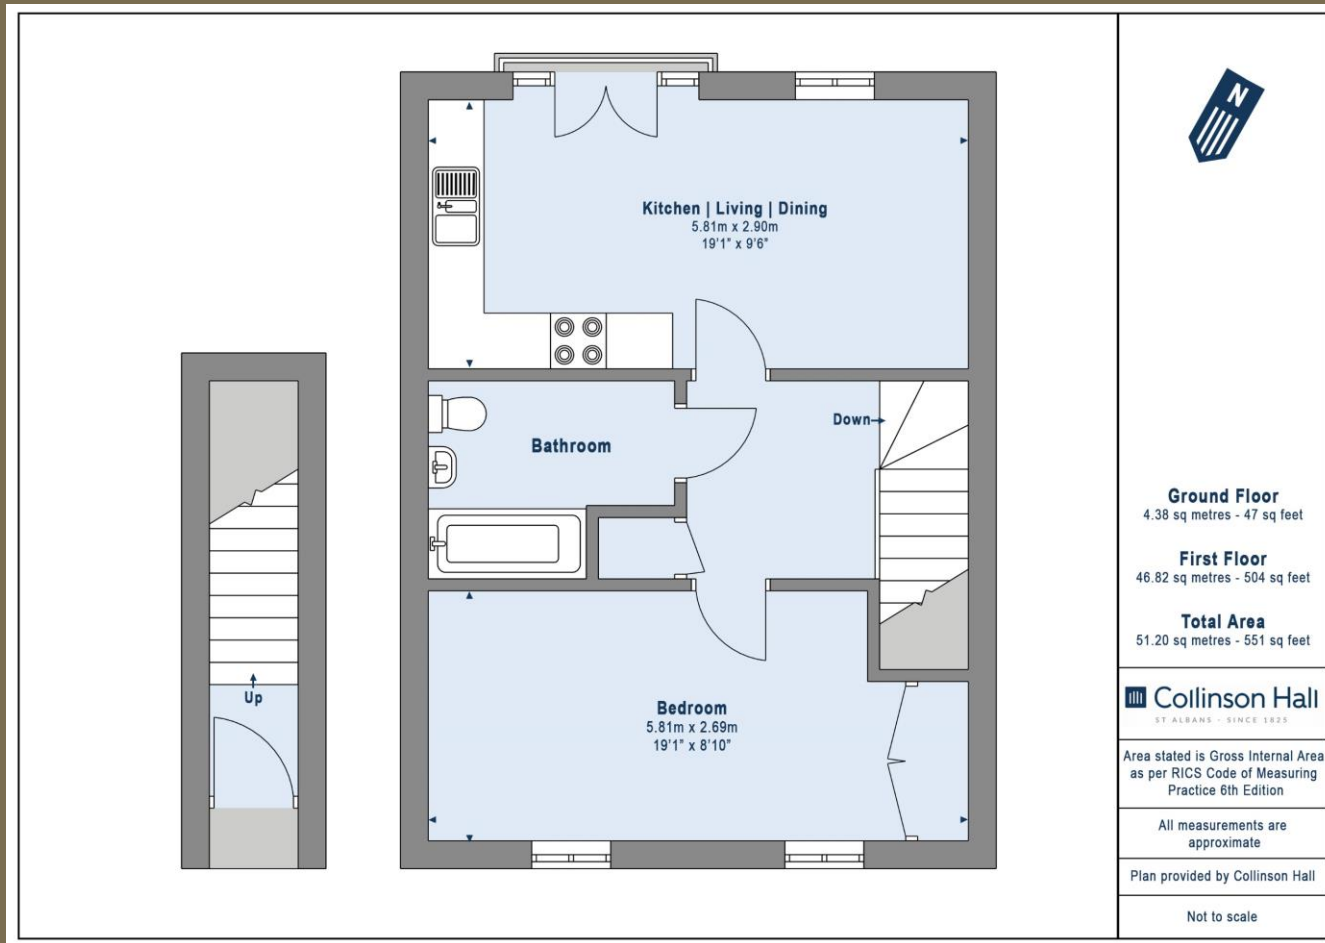 N
Kitchen | Living | Dining
5.81m x 2.90m
19'1" x 9'6"
Bathroom
Down
Up
Bedroom
5.81m x 2.69m
19'1" x 8'10"
Ground Floor
4.38 sq metres - 47 sq feet
First Floor
46.82 sq metres - 504 sq feet
Total Area
51.20 sq metres - 551 sq feet
Collinson Hall
ST ALBANS - SINCE 1825
Area stated is Gross Internal Area
as per RICS Code of Measuring
Practice 6th Edition
All measurements are
approximate
Plan provided by Collinson Hall
Not to scale